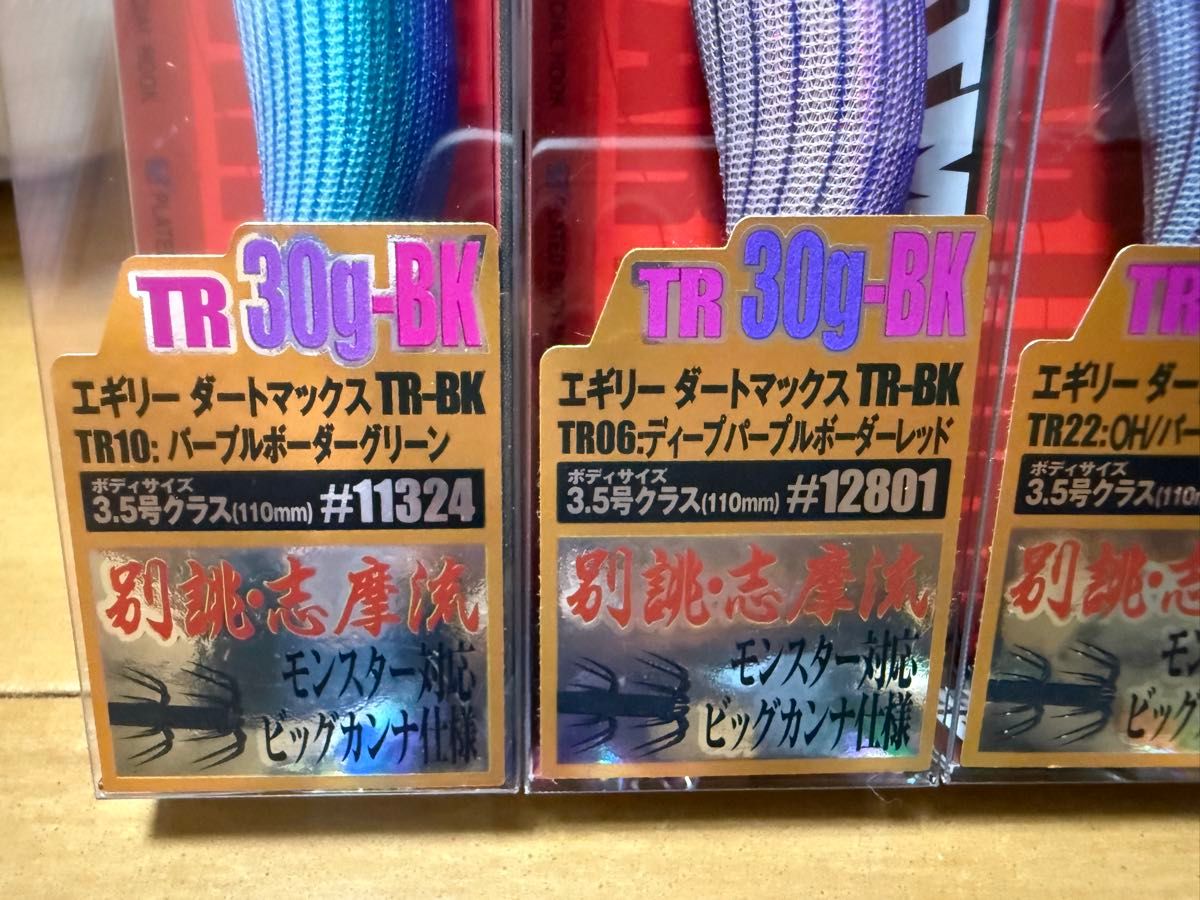 TR 30g-BK
エギリー ダートマックス TR-BK
TR10: パープルボーダーグリーン
ボディサイズ
3.5号クラス(110mm) #11324
別誂・志摩流
モンスター対応
ビッグカンナ仕様
TR 30g-BK
エギリー ダートマックス TR-BK
TR06:ディープパープルボーダーレッド
ボディサイズ
3.5号クラス(110mm) #12801
別誂・志摩流
モンスター対応
ビッグカンナ仕様
TR
エギリー ダー
TR22:OH/パー
ボディサイズ
3.5号クラス(110
別誂・志
モン
ビッグ